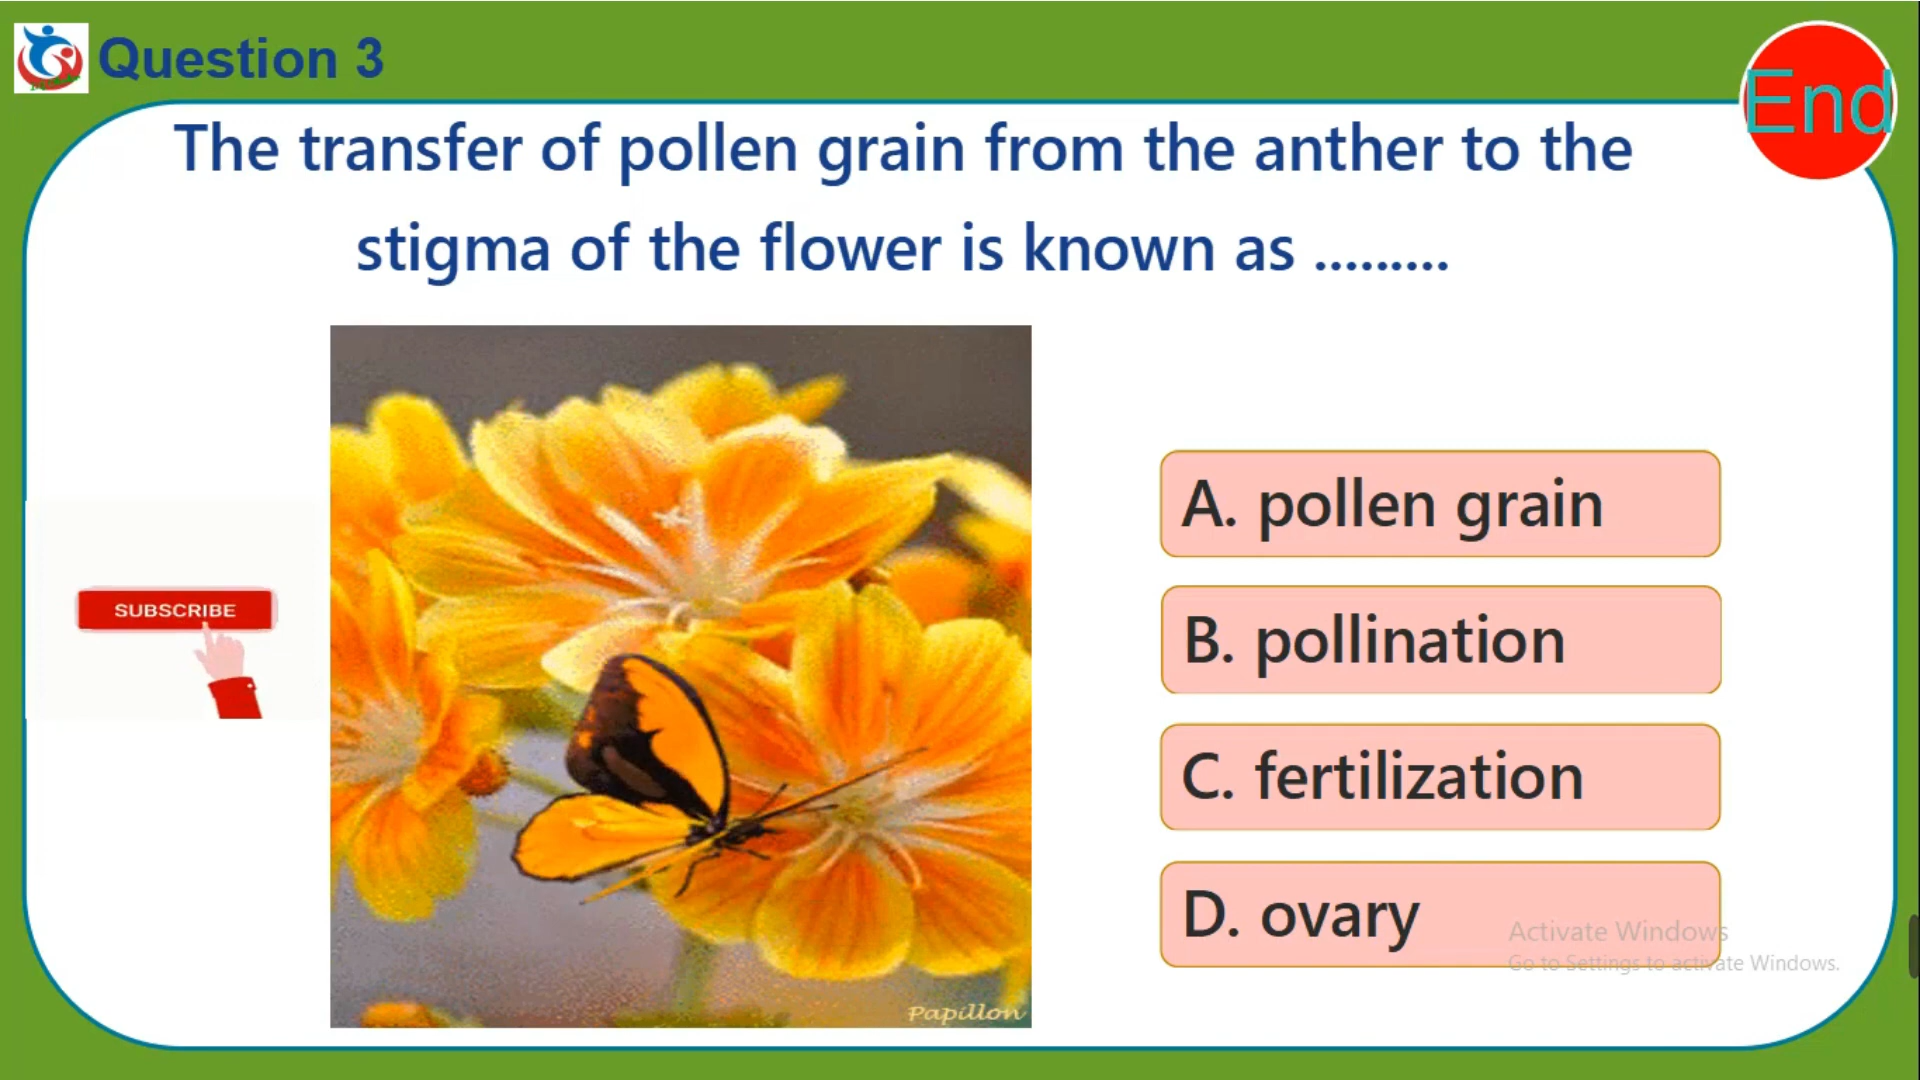 Question 3
End
The transfer of pollen grain from the anther to the
stigma of the flower is known as .........
A. pollen grain
B. pollination
C. fertilization
D. ovary
SUBSCRIBE
Papillon
Activate Windows
Go to Settings to activate Windows.